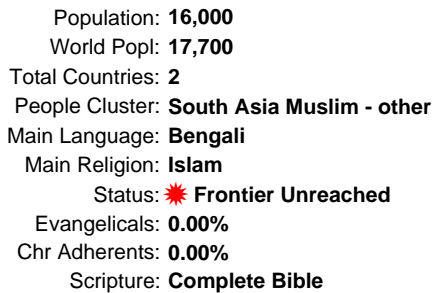 Population: 16,000
World Popl: 17,700
Total Countries: 2
People Cluster: South Asia Muslim - other
Main Language: Bengali
Main Religion: Islam
Status: Frontier Unreached
Evangelicals: 0.00%
Chr Adherents: 0.00%
Scripture: Complete Bible